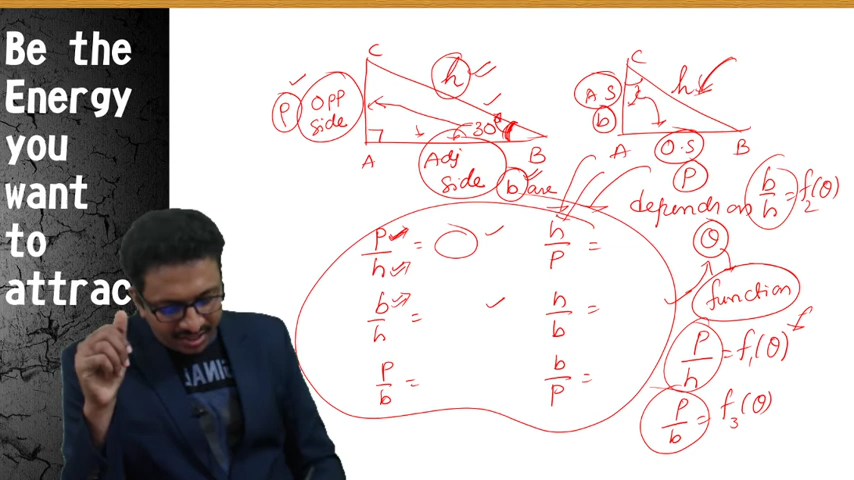 Be the
Energy
you
want
to
attrac
C
h
P
OPP
side
30°
A
B
Adj
side
b
are
C
A S
b
h
A
O.S
B
P
depends on
b/h = f₂(θ)
θ
function
P/h =
h/P =
b/h =
h/b =
P/b =
b/P =
P/h = f₁(θ)
P/b = f₃(θ)